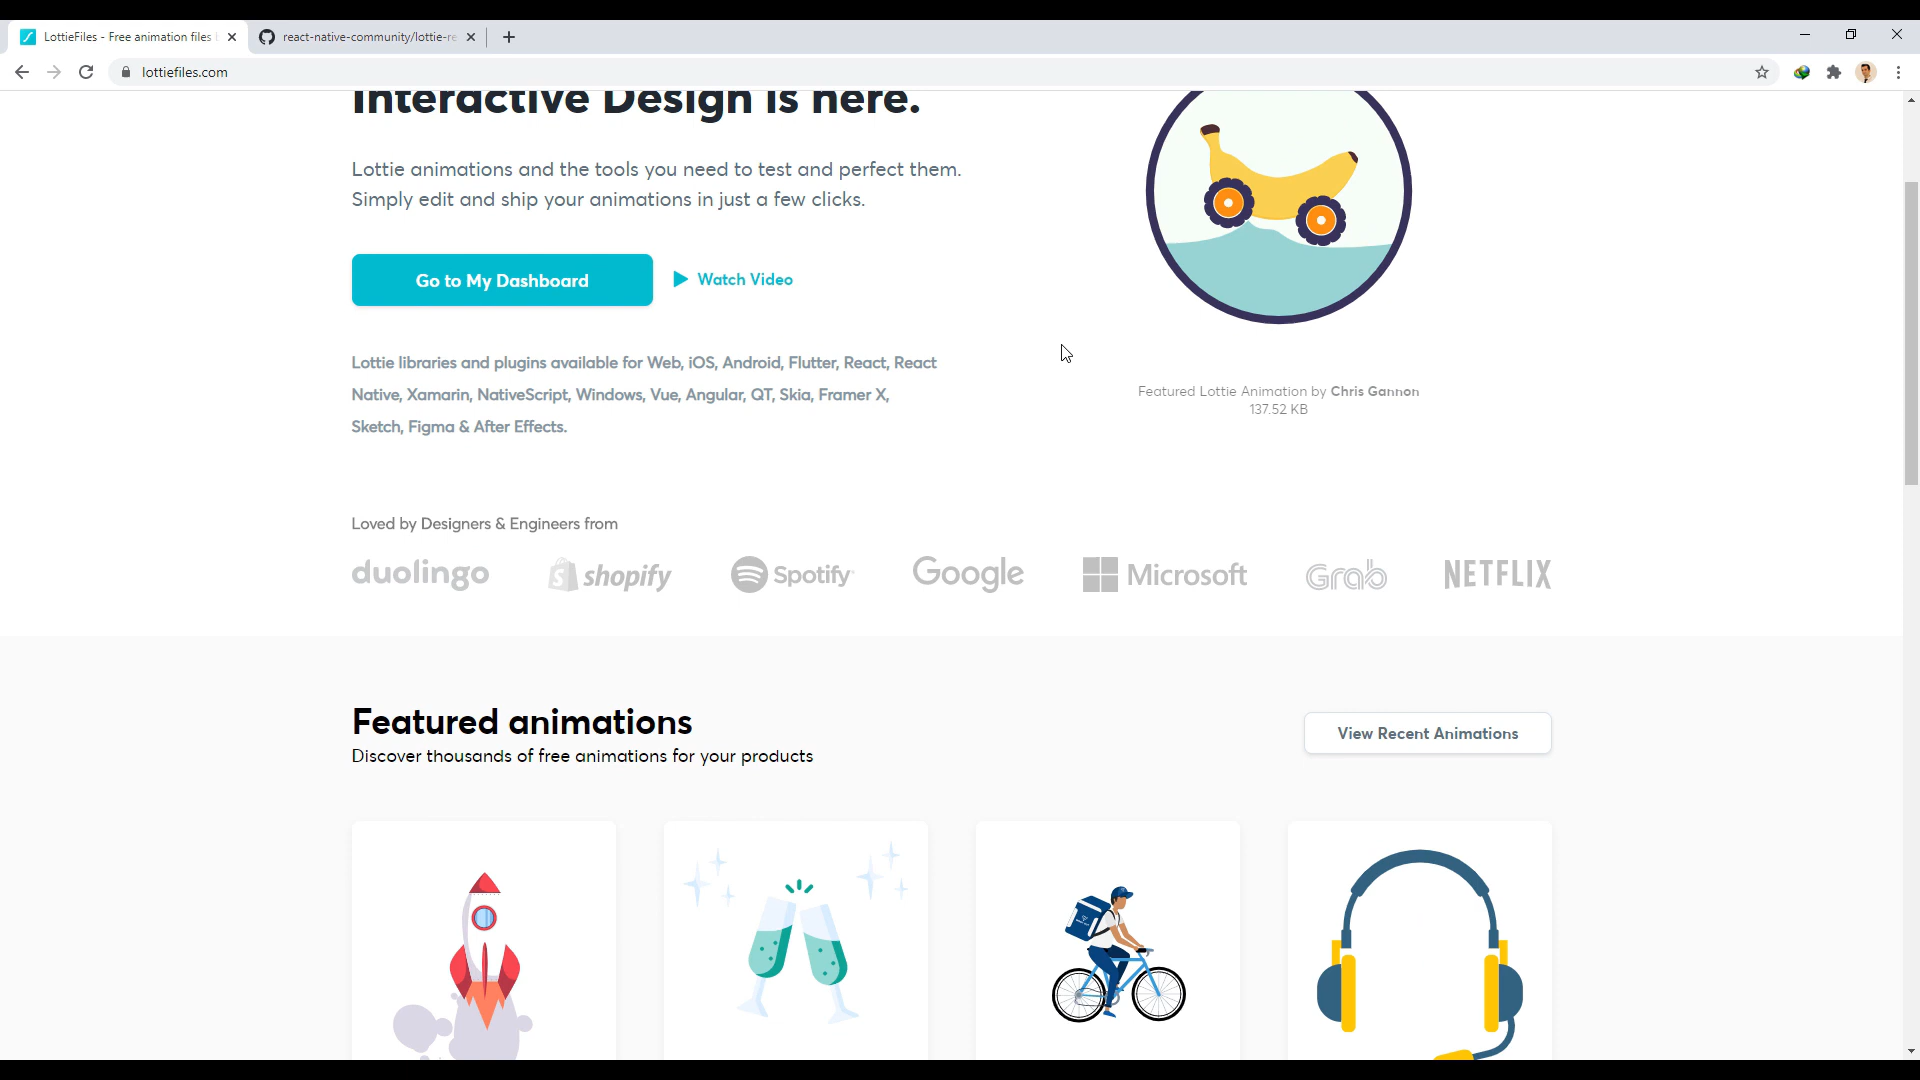 LottieFiles - Free animation files
react-native-community/lottie-re
lottiefiles.com
Interactive Design is here.
Lottie animations and the tools you need to test and perfect them.
Simply edit and ship your animations in just a few clicks.
Go to My Dashboard
Watch Video
Lottie libraries and plugins available for Web, iOS, Android, Flutter, React, React
Native, Xamarin, NativeScript, Windows, Vue, Angular, QT, Skia, Framer X,
Sketch, Figma & After Effects.
Featured Lottie Animation by Chris Gannon
137.52 KB
Loved by Designers & Engineers from
duolingo
shopify
Spotify
Google
Microsoft
Grab
NETFLIX
Featured animations
Discover thousands of free animations for your products
View Recent Animations